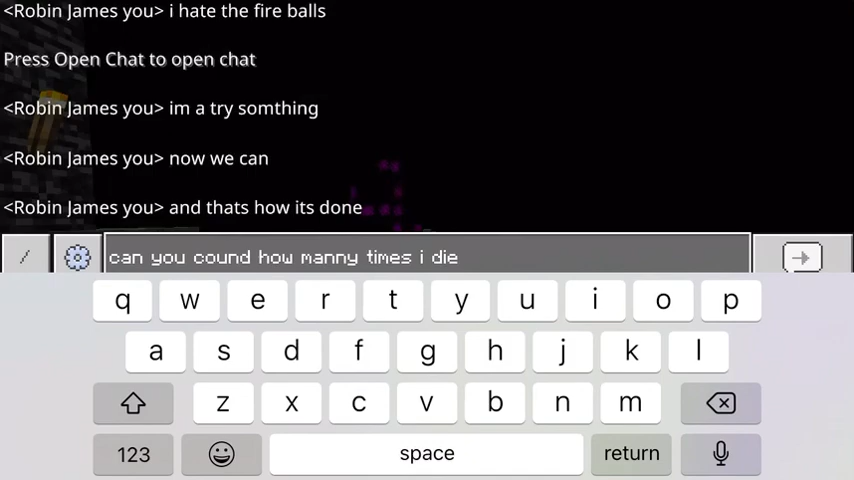 <Robin James you> i hate the fire balls
Press Open Chat to open chat
<Robin James you> im a try somthing
<Robin James you> now we can
<Robin James you> and thats how its done
/
can you cound how manny times i die
q w e r t y u i o p
a s d f g h j k l
z x c v b n m
123 space return